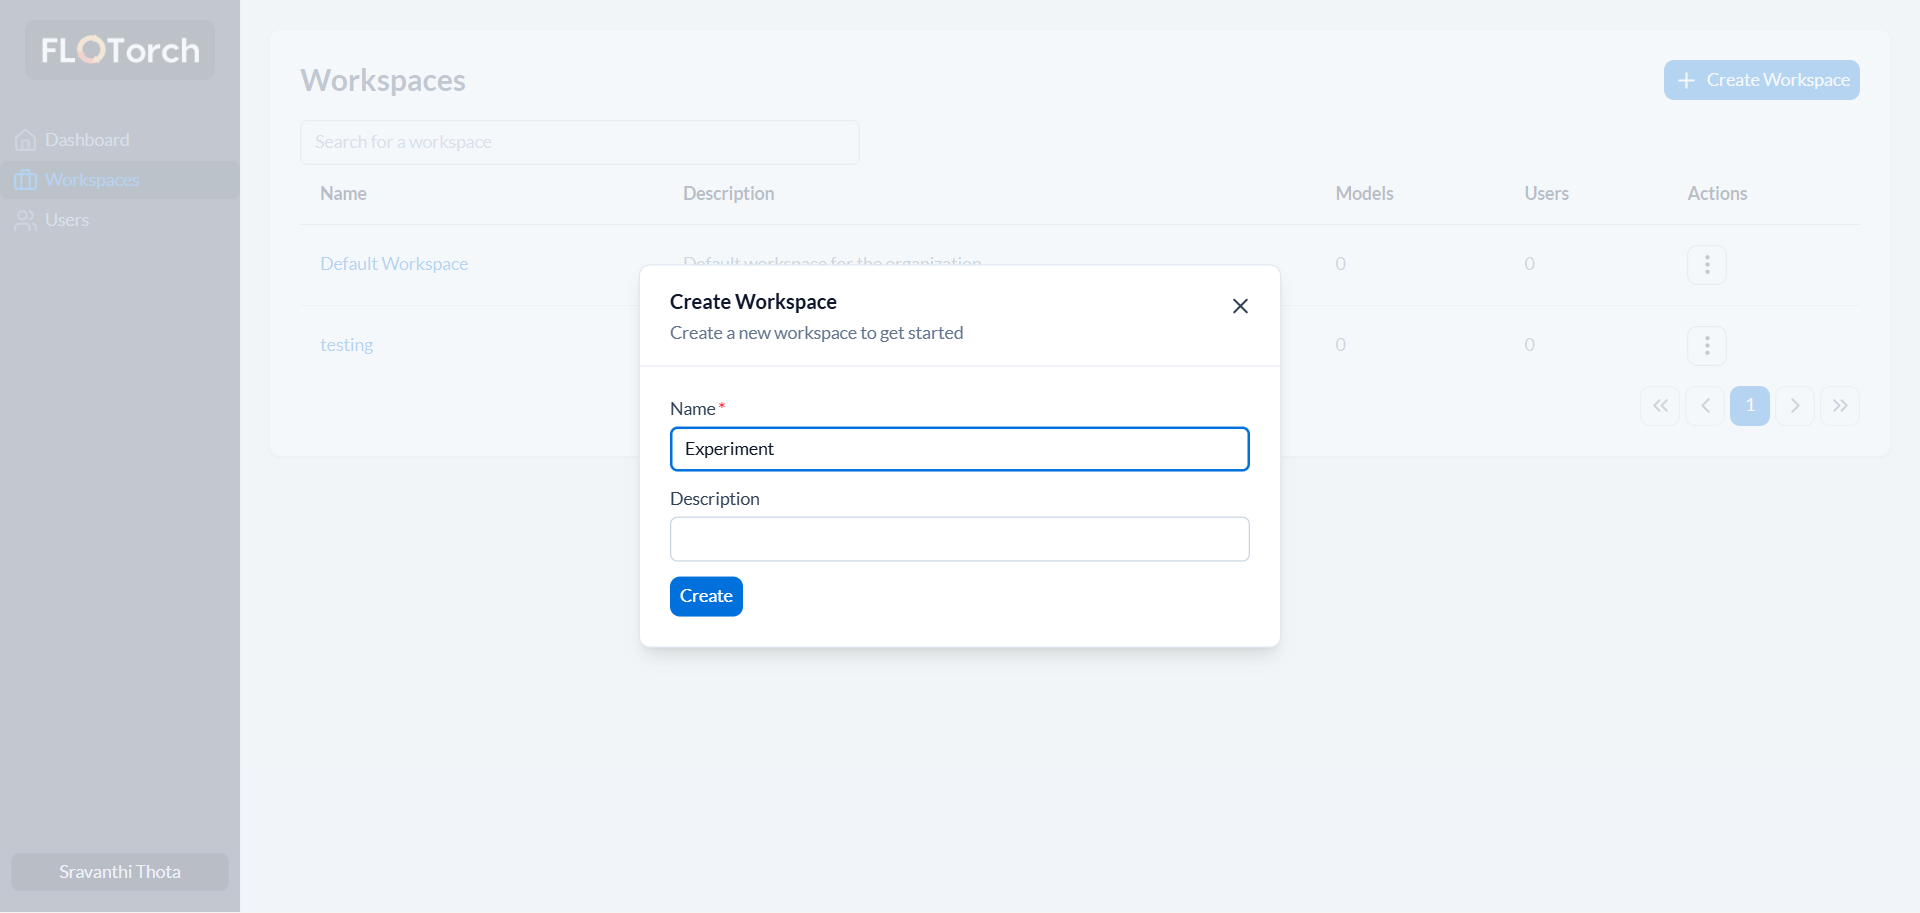 FLOTorch
Dashboard
Workspaces
Users
Sravanthi Thota
Workspaces
Create Workspace
Search for a workspace
Name Description Models Users Actions
Default Workspace Default workspace for the organization 0 0
testing 0 0
1
Create Workspace
Create a new workspace to get started
Name *
Experiment
Description
Create